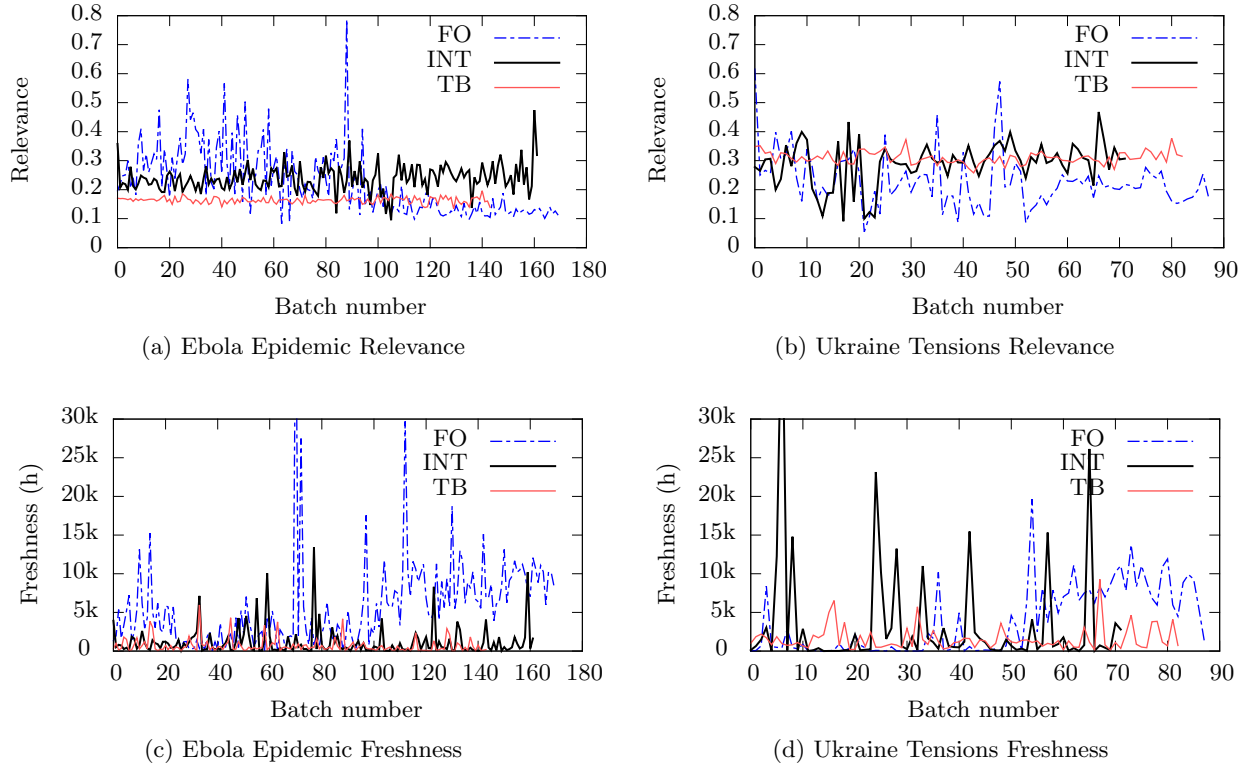 0.8
0.7
0.6
0.5
0.4
0.3
0.2
0.1
0
Relevance
FO
INT
TB
0 20 40 60 80 100 120 140 160 180
Batch number
(a) Ebola Epidemic Relevance
0.8
0.7
0.6
0.5
0.4
0.3
0.2
0.1
0
Relevance
FO
INT
TB
0 10 20 30 40 50 60 70 80 90
Batch number
(b) Ukraine Tensions Relevance
30k
25k
20k
15k
10k
5k
0
Freshness (h)
FO
INT
TB
0 20 40 60 80 100 120 140 160 180
Batch number
(c) Ebola Epidemic Freshness
30k
25k
20k
15k
10k
5k
0
Freshness (h)
FO
INT
TB
0 10 20 30 40 50 60 70 80 90
Batch number
(d) Ukraine Tensions Freshness